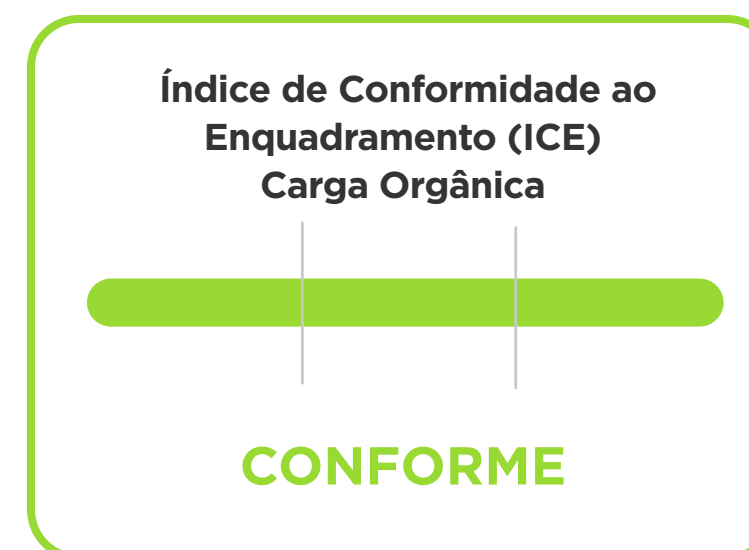 Índice de Conformidade ao
Enquadramento (ICE)
Carga Orgânica
CONFORME